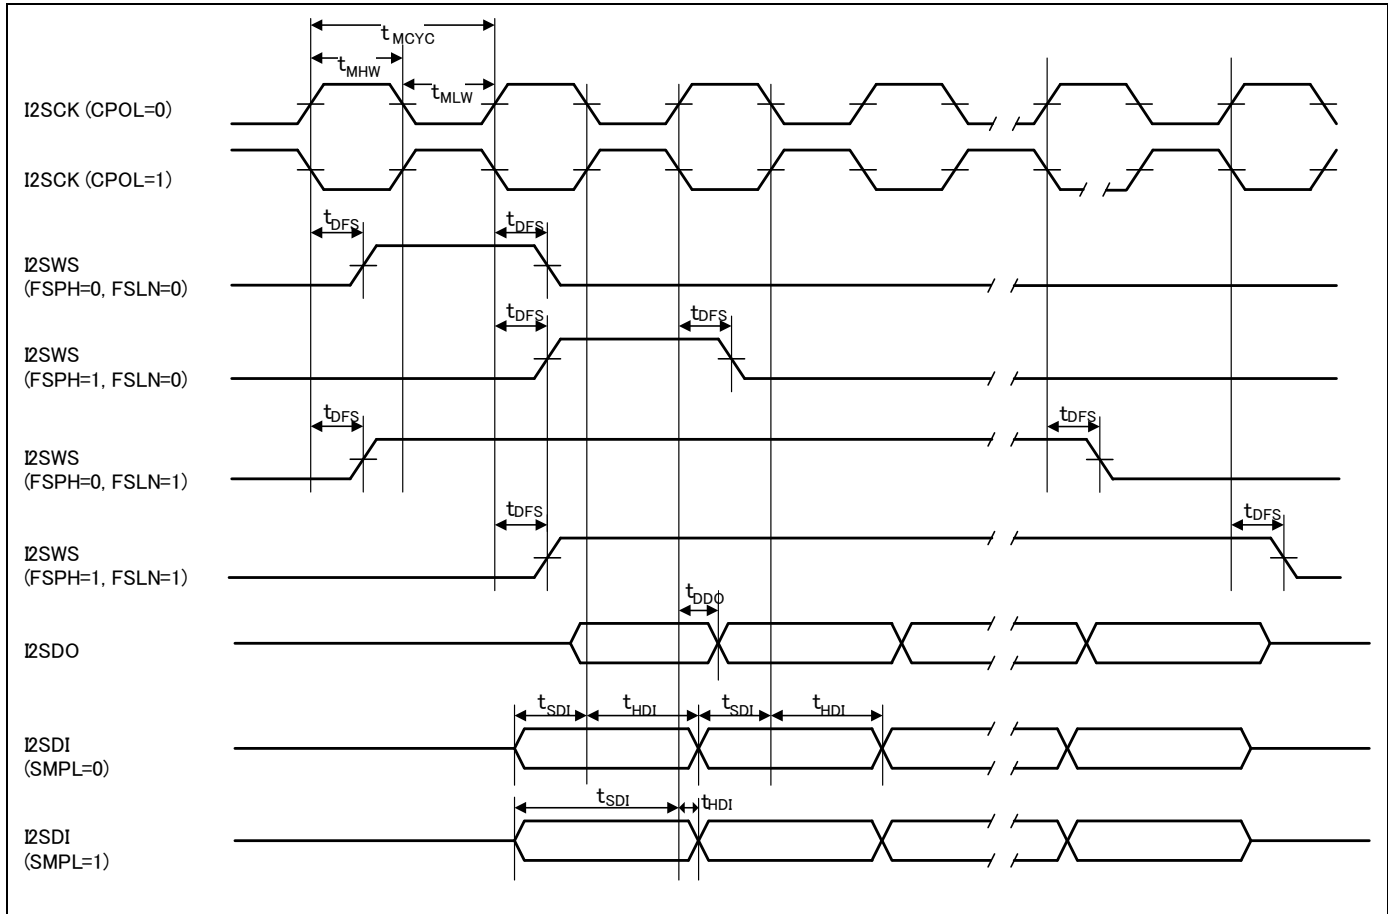 tMCYC
tMHW
tMLW
I2SCK (CPOL=0)
I2SCK (CPOL=1)
tDFS tDFS
I2SWS
(FSPH=0, FSLN=0)
tDFS tDFS
I2SWS
(FSPH=1, FSLN=0)
tDFS tDFS
I2SWS
(FSPH=0, FSLN=1)
tDFS tDFS
I2SWS
(FSPH=1, FSLN=1)
tDDO
I2SDO
tSDI tHDI tSDI tHDI
I2SDI
(SMPL=0)
tSDI tHDI
I2SDI
(SMPL=1)